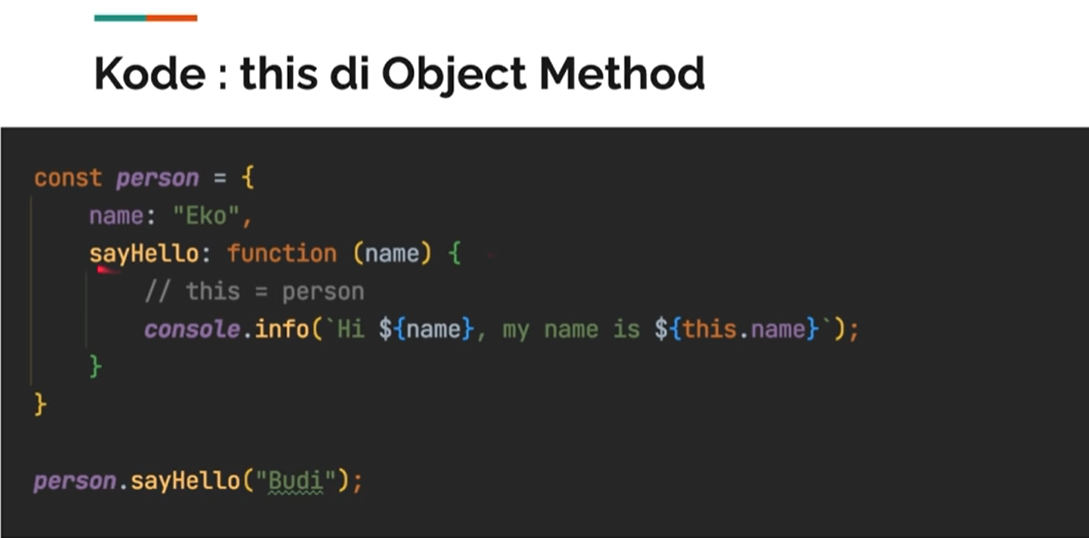 Kode : this di Object Method
const person = {
    name: "Eko",
    sayHello: function (name) {
        // this = person
        console.info(`Hi ${name}, my name is ${this.name}`);
    }
}
person.sayHello("Budi");